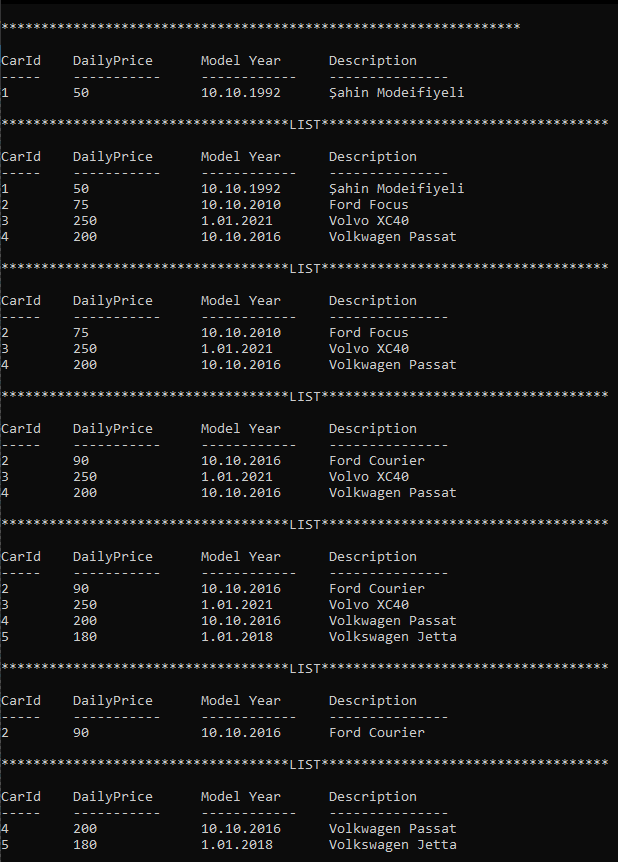 *****************************************************************
CarId    DailyPrice      Model Year      Description
-----    -----------     ------------    ---------------
1        50              10.10.1992      Şahin Modeifiyeli
************************************LIST************************************
CarId    DailyPrice      Model Year      Description
-----    -----------     ------------    ---------------
1        50              10.10.1992      Şahin Modeifiyeli
2        75              10.10.2010      Ford Focus
3        250             1.01.2021       Volvo XC40
4        200             10.10.2016      Volkwagen Passat
************************************LIST************************************
CarId    DailyPrice      Model Year      Description
-----    -----------     ------------    ---------------
2        75              10.10.2010      Ford Focus
3        250             1.01.2021       Volvo XC40
4        200             10.10.2016      Volkwagen Passat
************************************LIST************************************
CarId    DailyPrice      Model Year      Description
-----    -----------     ------------    ---------------
2        90              10.10.2016      Ford Courier
3        250             1.01.2021       Volvo XC40
4        200             10.10.2016      Volkwagen Passat
************************************LIST************************************
CarId    DailyPrice      Model Year      Description
-----    -----------     ------------    ---------------
2        90              10.10.2016      Ford Courier
3        250             1.01.2021       Volvo XC40
4        200             10.10.2016      Volkwagen Passat
5        180             1.01.2018       Volkswagen Jetta
************************************LIST************************************
CarId    DailyPrice      Model Year      Description
-----    -----------     ------------    ---------------
2        90              10.10.2016      Ford Courier
************************************LIST************************************
CarId    DailyPrice      Model Year      Description
-----    -----------     ------------    ---------------
4        200             10.10.2016      Volkwagen Passat
5        180             1.01.2018       Volkswagen Jetta